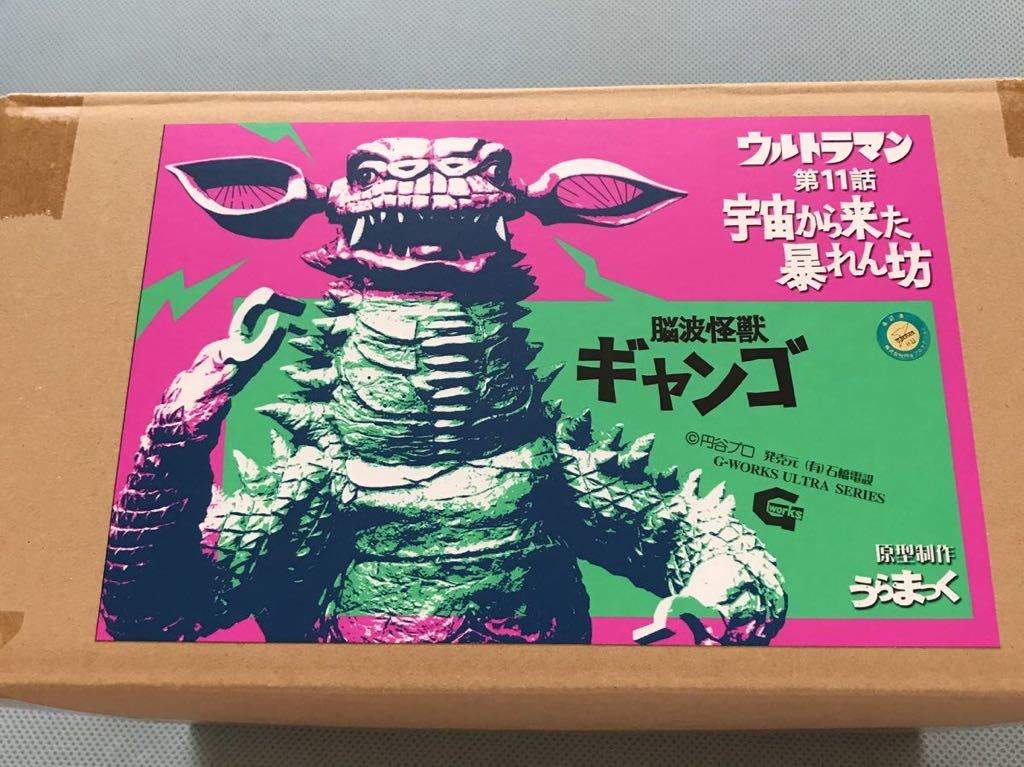 ウルトラマン
第11話
宇宙から来た
暴れん坊
脳波怪獣
ギャンゴ
©円谷プロ 発売元 (有)石橋電設
G-WORKS ULTRA SERIES
G works
原型制作
うらまっく